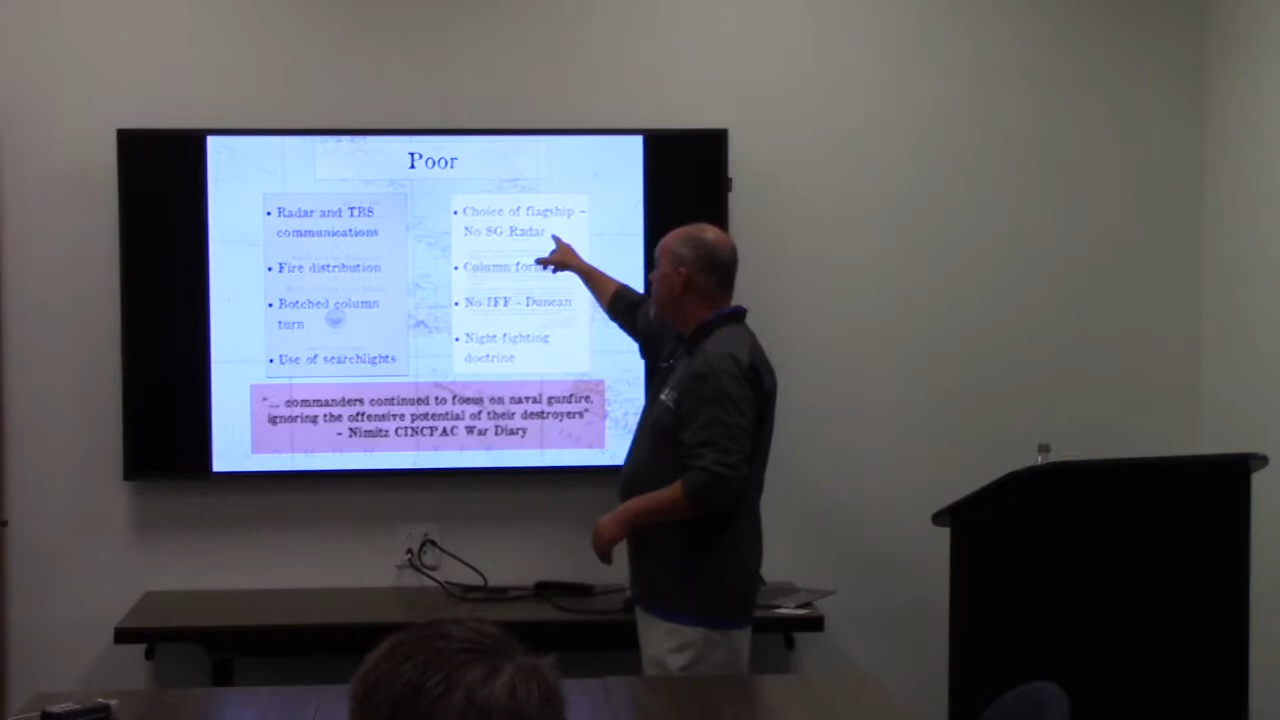 Poor
• Radar and TBS
communications
• Fire distribution
• Botched column
turn
• Use of searchlights
• Choice of flagship –
No SG Radar
• Column
• No IFF - Duncan
• Night-fighting
doctrine
"... commanders continued to focus on naval gunfire,
ignoring the offensive potential of their destroyers"
~ Nimitz CINCPAC War Diary